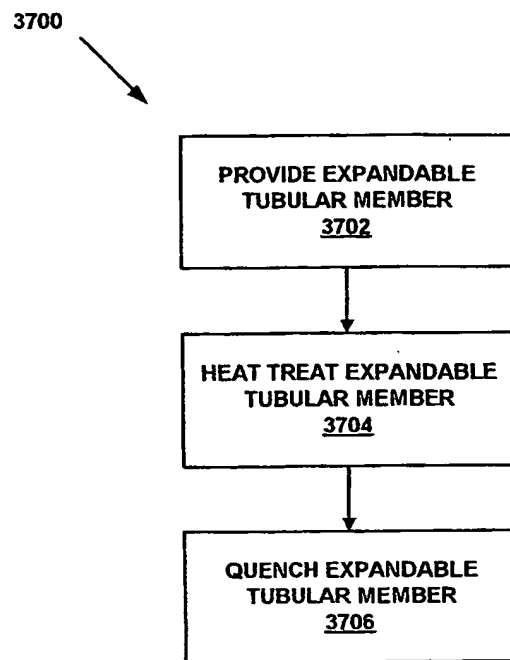 3700
PROVIDE EXPANDABLE
TUBULAR MEMBER
3702
HEAT TREAT EXPANDABLE
TUBULAR MEMBER
3704
QUENCH EXPANDABLE
TUBULAR MEMBER
3706